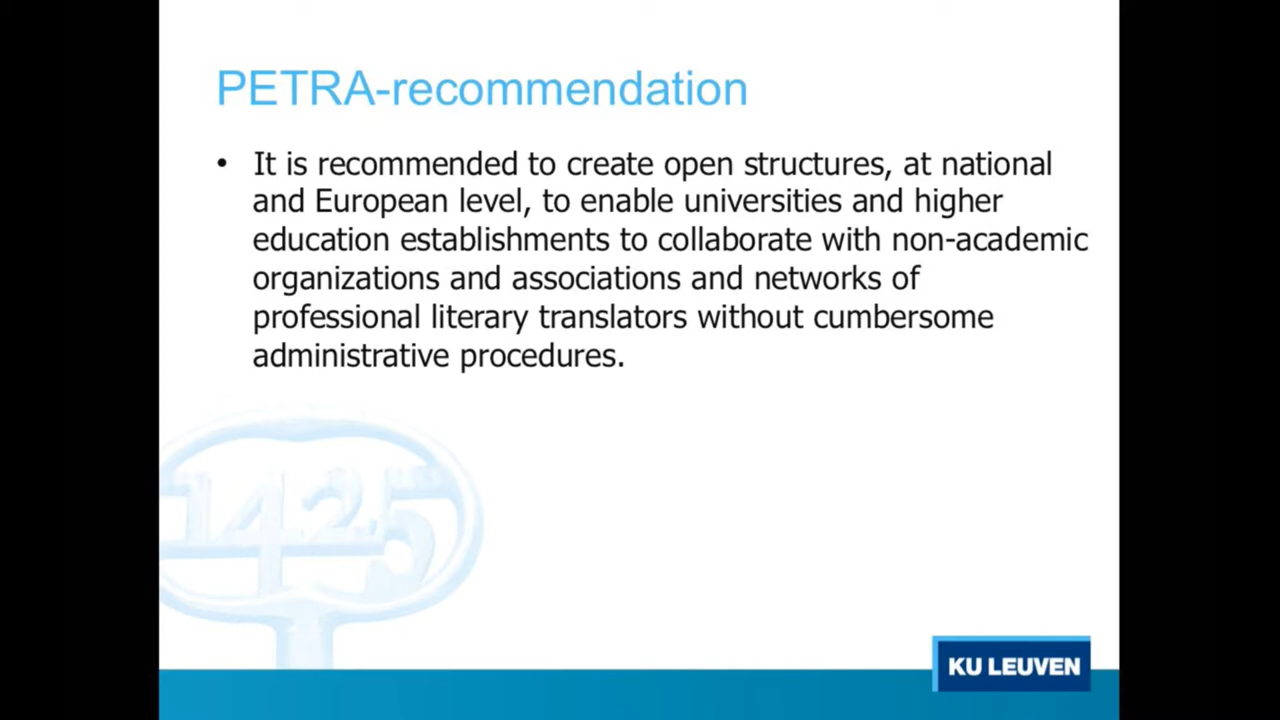 PETRA-recommendation
• It is recommended to create open structures, at national
and European level, to enable universities and higher
education establishments to collaborate with non-academic
organizations and associations and networks of
professional literary translators without cumbersome
administrative procedures.
1425
KU LEUVEN